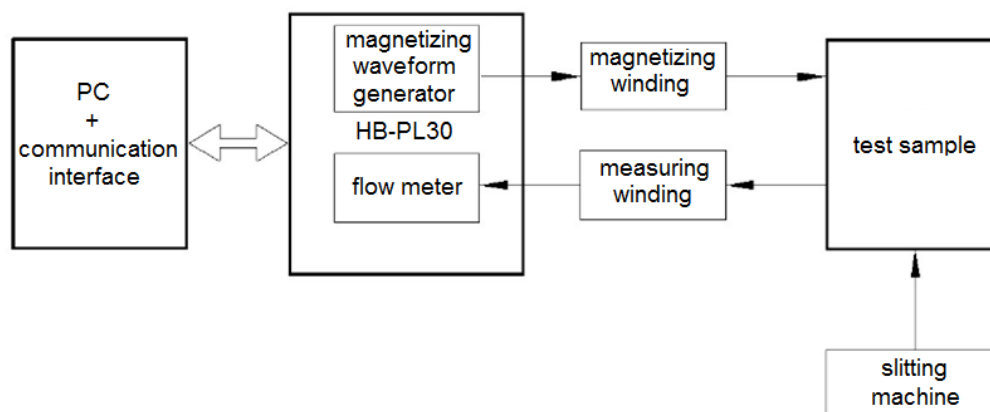 PC
+
communication
interface
magnetizing
waveform
generator
HB-PL30
flow meter
magnetizing
winding
measuring
winding
test sample
slitting
machine